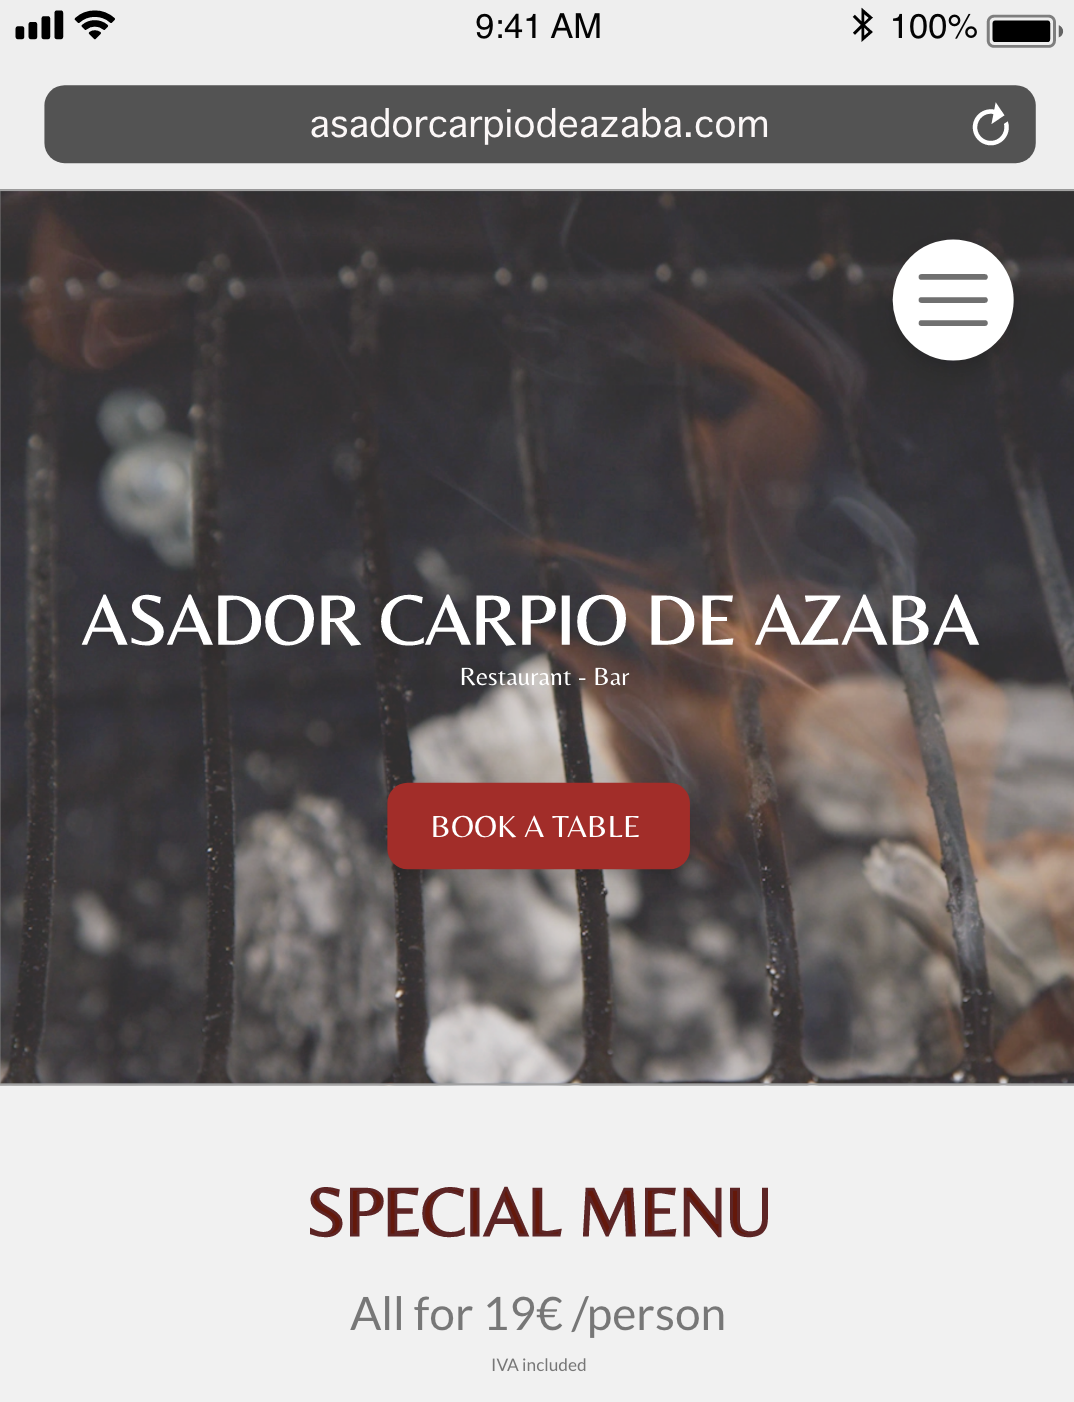 9:41 AM
100%
asadorcarpiodeazaba.com
ASADOR CARPIO DE AZABA
Restaurant - Bar
BOOK A TABLE
SPECIAL MENU
All for 19€ /person
IVA included